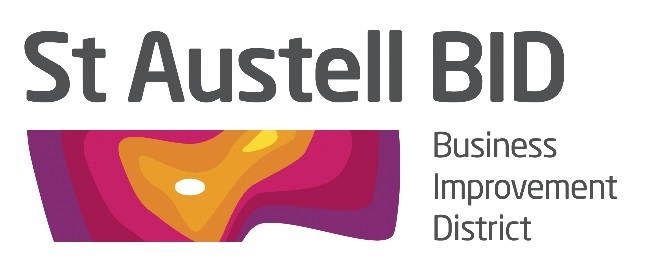 St Austell BID
Business
Improvement
District